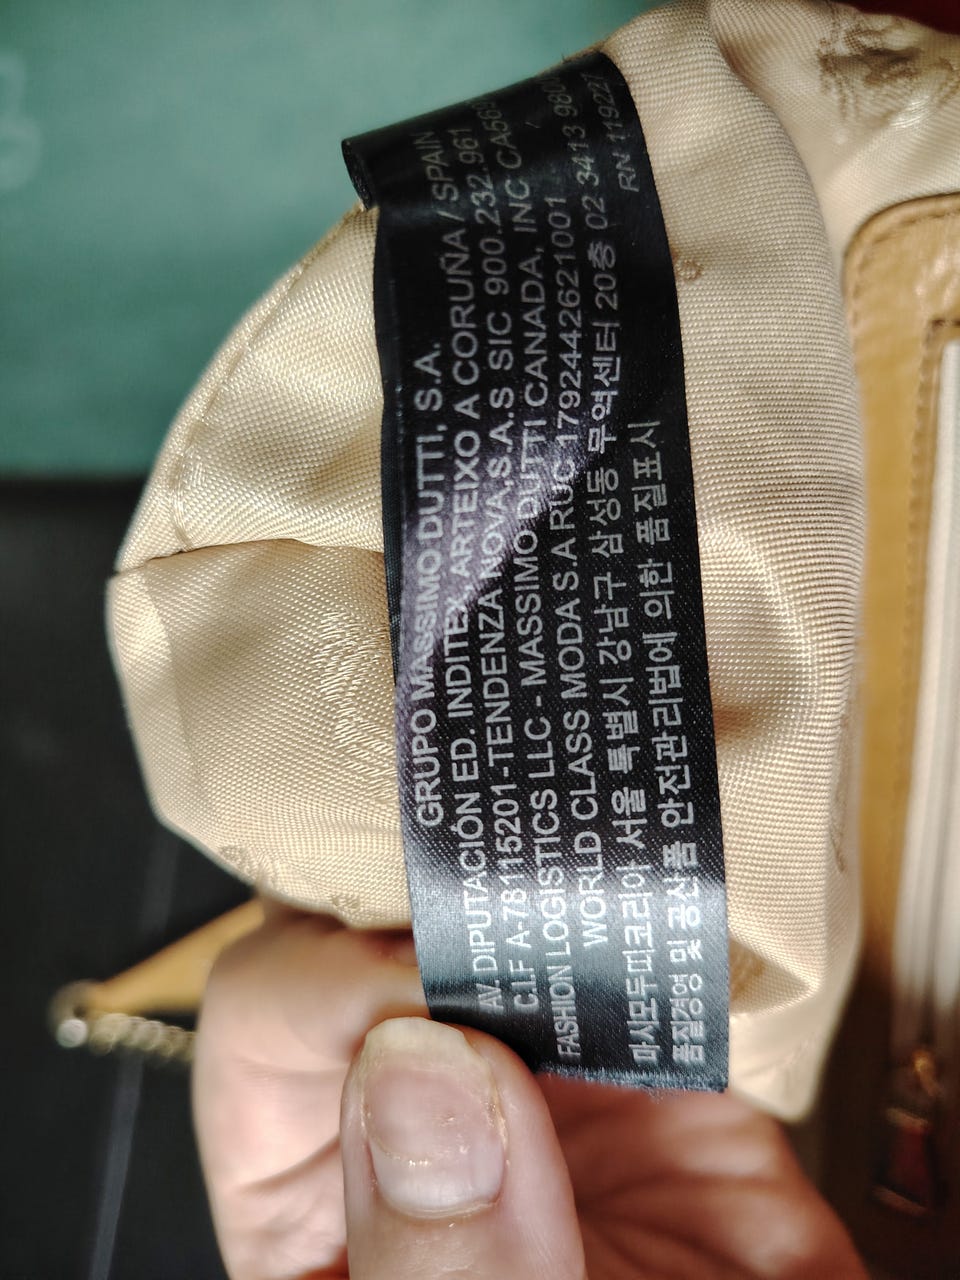 GRUPO MASSIMO DUTTI, S.A.
AV. DIPUTACIÓN ED. INDITEX, ARTEIXO A CORUÑA / SPAIN
C.I.F A-78115201-TENDENZA NOVA,S.A.S SIC 900.232.961
FASHION LOGISTICS LLC - MASSIMO DUTTI CANADA, INC
WORLD CLASS MODA S.A RUC 1792442621001
마시모두띠코리아 서울 특별시 강남구 삼성동 무역센터 20층 02 3413
품질경영 및 공산품 안전관리법에 의한 품질표시
RN 119227